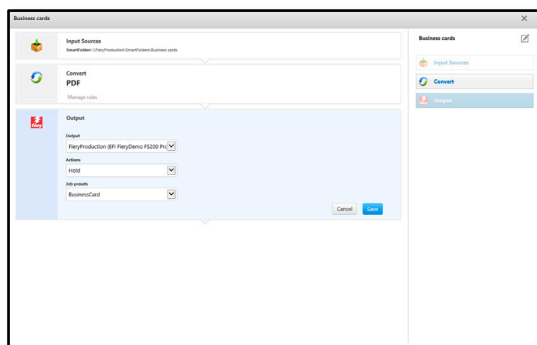 Business cards
Input Sources
SmartFolder: \\FieryProduction\SmartFolders\Business cards
Convert
PDF
Manage rules
Fiery
Output
Output
FieryProduction (EFI FieryDemo FS200 Pro
Actions
Hold
Job presets
BusinessCard
Cancel
Save
Business cards
Input Sources
Convert
Output